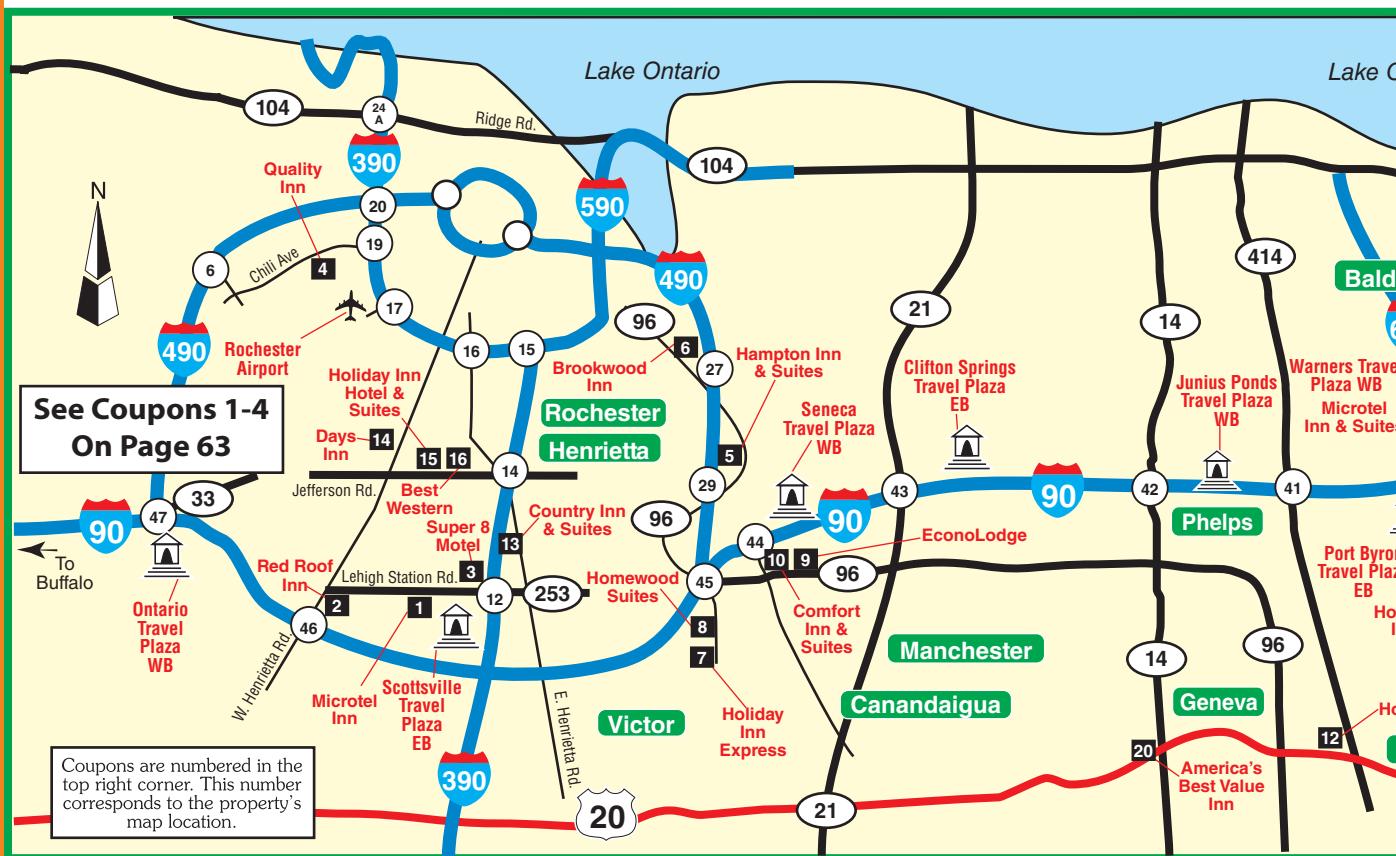 Lake Ontario
Lake
104
24
A
Ridge Rd.
390
104
Quality
Inn
N
20
590
19
6
Chili Ave
4
490
414
Bald
17
21
96
14
490
Rochester
Airport
16
15
6
Brookwood
Inn
27
Hampton Inn
& Suites
Holiday Inn
Hotel &
Suites
Clifton Springs
Travel Plaza
EB
Junius Ponds
Travel Plaza
WB
Warners Trave
Plaza WB
Microtel
Inn & Suites
See Coupons 1-4
On Page 63
Rochester
Henrietta
Seneca
Travel Plaza
WB
Days
Inn
14
15
16
5
14
Jefferson Rd.
Best
Western
29
43
90
42
41
33
47
90
96
90
Phelps
Super 8
Motel
Country Inn
& Suites
13
44
10
9
EconoLodge
To
Buffalo
Red Roof
Inn
Lehigh Station Rd.
3
Homewood
Suites
45
96
Port Byron
Travel Plaza
EB
Ho
2
1
12
253
Ontario
Travel
Plaza
WB
46
8
7
Comfort
Inn &
Suites
Manchester
14
96
W. Henrietta Rd.
Microtel
Inn
Scottsville
Travel
Plaza
EB
E. Henrietta Rd.
Victor
Holiday
Inn
Express
Canandaigua
Geneva
12
Ho
20
America's
Best Value
Inn
Coupons are numbered in the
top right corner. This number
corresponds to the property's
map location.
390
20
21